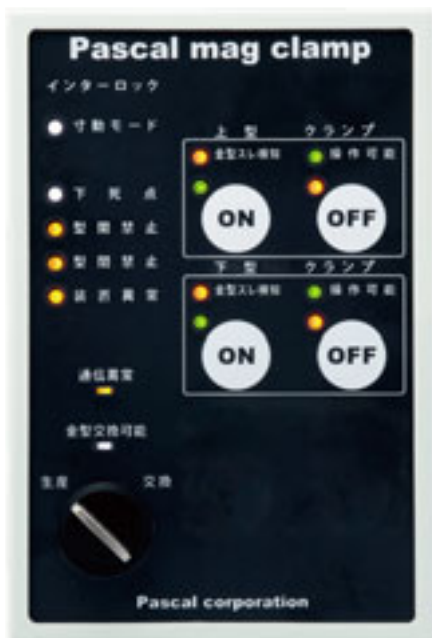 Pascal mag clamp
インターロック
寸動モード
下死点
型開禁止
型閉禁止
装置異常
通信異常
金型交換可能
生産 交換
上型 クランプ
金型ズレ検知 操作可能
ON OFF
下型 クランプ
金型ズレ検知 操作可能
ON OFF
Pascal corporation